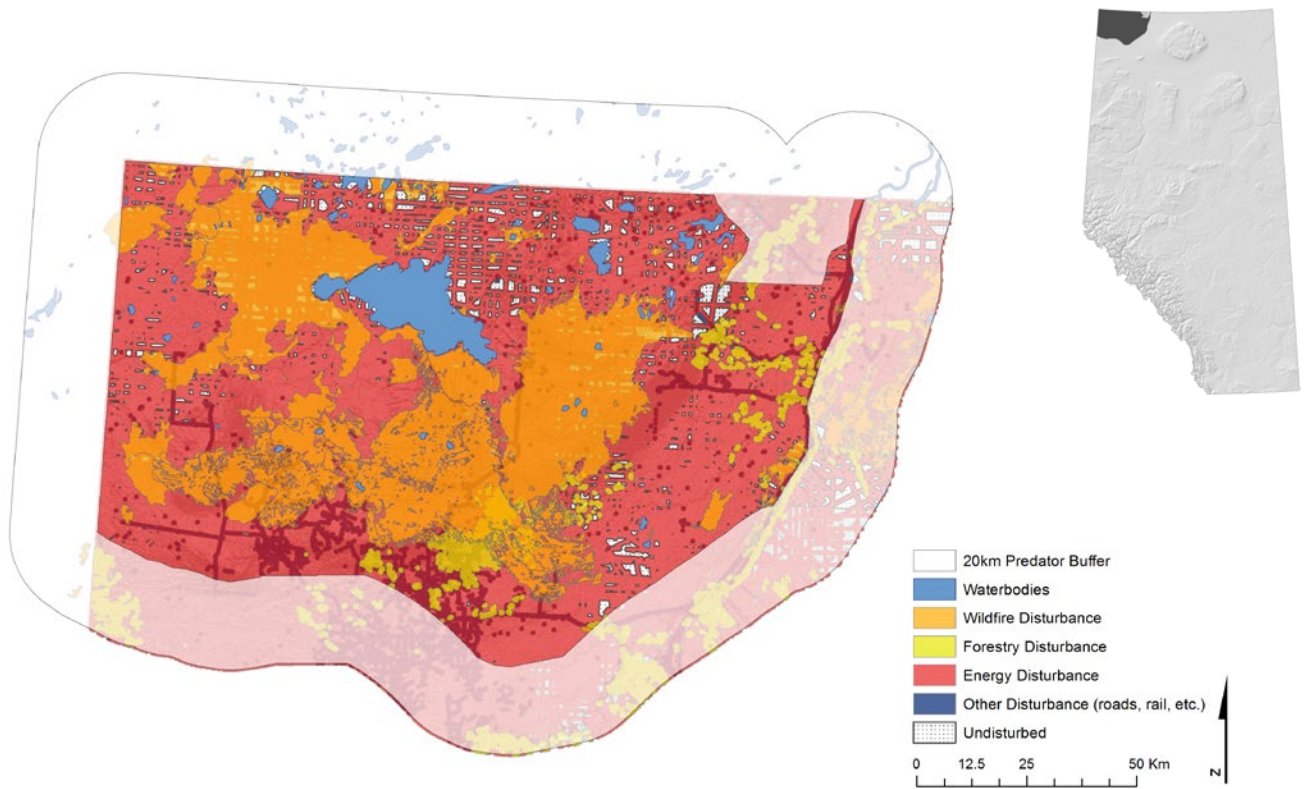 20km Predator Buffer
Waterbodies
Wildfire Disturbance
Forestry Disturbance
Energy Disturbance
Other Disturbance (roads, rail, etc.)
Undisturbed
0 12.5 25 50 Km
N